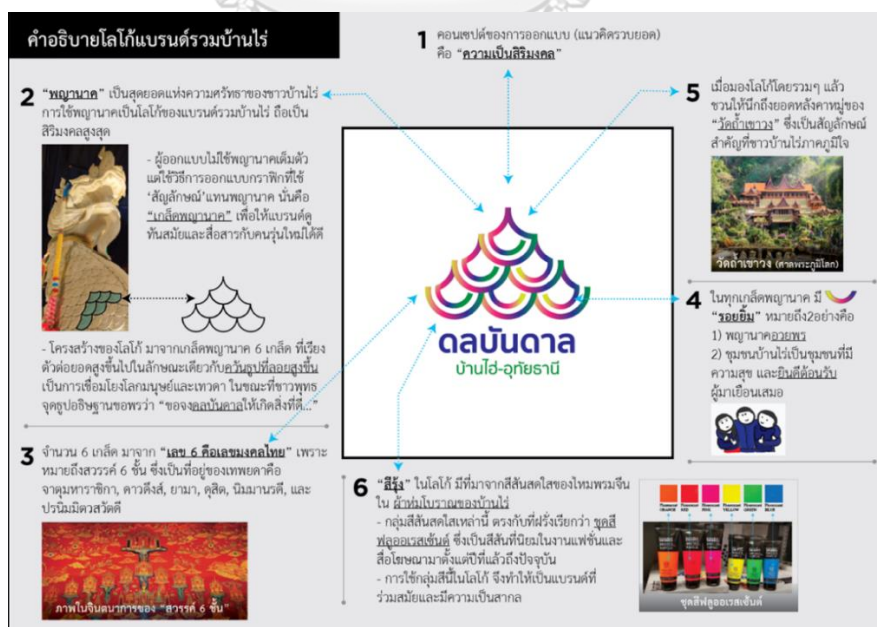 คำอธิบายโลโก้แบรนด์รวมบ้านไร่
1 คอนเซปต์ของการออกแบบ (แนวคิดรวบยอด)
คือ “ความเป็นสิริมงคล”
2 “พญานาค” เป็นสุดยอดแห่งความศรัทธาของชาวบ้านไร่
การใช้พญานาคเป็นโลโก้ของแบรนด์รวมบ้านไร่ ถือเป็น
สิริมงคลสูงสุด
- ผู้ออกแบบไม่ใช้พญานาคเต็มตัว
แต่ใช้วิธีการออกแบบกราฟิกที่ใช้
‘สัญลักษณ์’แทนพญานาค นั่นคือ
“เกล็ดพญานาค” เพื่อให้แบรนด์ดู
ทันสมัยและสื่อสารกับคนรุ่นใหม่ได้ดี
- โครงสร้างของโลโก้ มาจากเกล็ดพญานาค 6 เกล็ด ที่เรียง
ตัวต่อยอดสูงขึ้นไปในลักษณะเดียวกับควันธูปที่ลอยสูงขึ้น
เป็นการเชื่อมโยงโลกมนุษย์และเทวดา ในขณะที่ชาวพุทธ
จุดธูปอธิษฐานขอพรว่า “ขอจงดลบันดาลให้เกิดสิ่งที่ดี...”
3 จำนวน 6 เกล็ด มาจาก “เลข 6 คือเลขมงคลไทย” เพราะ
หมายถึงสวรรค์ 6 ชั้น ซึ่งเป็นที่อยู่ของเทพยดาคือ
จาตุมหาราชิกา, ดาวดึงส์, ยามา, ดุสิต, นิมมานรดี, และ
ปรนิมมิตวสวัตดี
ภาพในจินตนาการของ “สวรรค์ 6 ชั้น”
ดลบันดาล
บ้านไร่-อุทัยธานี
5 เมื่อมองโลโก้โดยรวมๆ แล้ว
ชวนให้นึกถึงยอดหลังคาหมู่ของ
“วัดถ้ำเขาวง” ซึ่งเป็นสัญลักษณ์
สำคัญที่ชาวบ้านไร่ภาคภูมิใจ
วัดถ้ำเขาวง (ศาลพระภูมิโลก)
4 ในทุกเกล็ดพญานาค มี
“รอยยิ้ม” หมายถึง2อย่างคือ
1) พญานาคอวยพร
2) ชุมชนบ้านไร่เป็นชุมชนที่มี
ความสุข และยินดีต้อนรับ
ผู้มาเยือนเสมอ
6 “สีรุ้ง” ในโลโก้ มีที่มาจากสีสันสดใสของไหมพรมจีน
ใน ผ้าห่มโบราณของบ้านไร่
- กลุ่มสีสันสดใสเหล่านี้ ตรงกับที่ฝรั่งเรียกว่า ชุดสี
ฟลูออเรสเซ้นต์ ซึ่งเป็นสีสันที่นิยมในงานแฟชั่นและ
สื่อโฆษณามาตั้งแต่ปีที่แล้วถึงปัจจุบัน
- การใช้กลุ่มสีนี้ในโลโก้ จึงทำให้เป็นแบรนด์ที่
ร่วมสมัยและมีความเป็นสากล
ชุดสีฟลูออเรสเซ้นต์